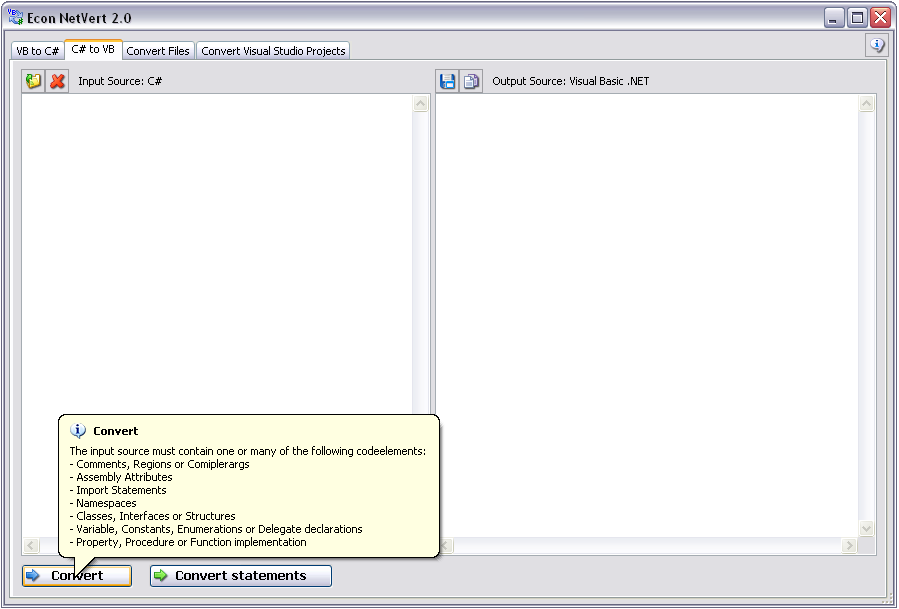 Econ NetVert 2.0
VB to C# C# to VB Convert Files Convert Visual Studio Projects
Input Source: C#
Output Source: Visual Basic .NET
Convert
The input source must contain one or many of the following codeelements:
- Comments, Regions or Comiplerargs
- Assembly Attributes
- Import Statements
- Namespaces
- Classes, Interfaces or Structures
- Variable, Constants, Enumerations or Delegate declarations
- Property, Procedure or Function implementation
Convert Convert statements